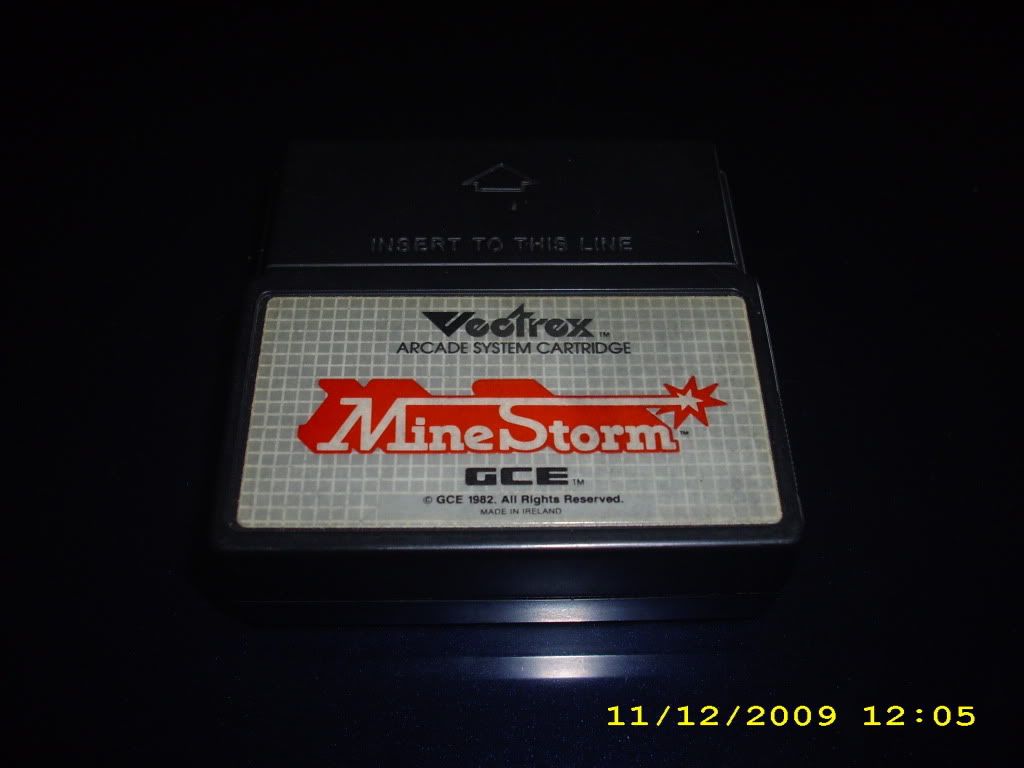 INSERT TO THIS LINE
Vectrex™
ARCADE SYSTEM CARTRIDGE
MineStorm™
GCE™
© GCE 1982. All Rights Reserved.
MADE IN IRELAND
11/12/2009 12:05